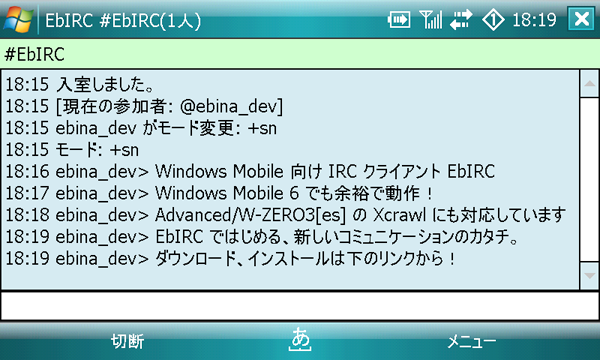 EbIRC #EbIRC(1人) 18:19
#EbIRC
18:15 入室しました。
18:15 [現在の参加者: @ebina_dev]
18:15 ebina_dev がモード変更: +sn
18:15 モード: +sn
18:16 ebina_dev> Windows Mobile 向け IRC クライアント EbIRC
18:17 ebina_dev> Windows Mobile 6 でも余裕で動作！
18:18 ebina_dev> Advanced/W-ZERO3[es] の Xcrawl にも対応しています
18:19 ebina_dev> EbIRC ではじめる、新しいコミュニケーションのカタチ。
18:19 ebina_dev> ダウンロード、インストールは下のリンクから！
切断 あ メニュー